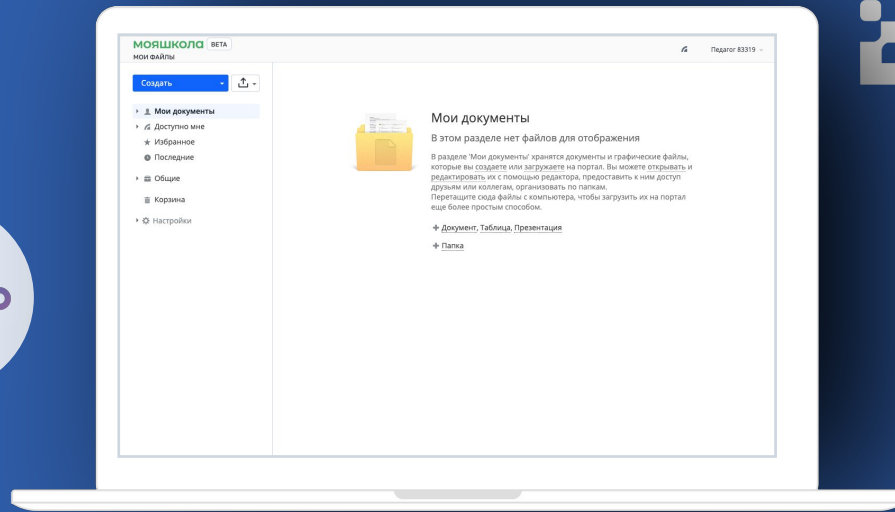 мояшкола BETA
МОИ ФАЙЛЫ
Педагог 83319
Создать
Мои документы
Доступно мне
Избранное
Последние
Общие
Корзина
Настройки
Мои документы
В этом разделе нет файлов для отображения
В разделе 'Мои документы' хранятся документы и графические файлы,
которые вы создаете или загружаете на портал. Вы можете открывать и
редактировать их с помощью редактора, предоставить к ним доступ
друзьям или коллегам, организовать по папкам.
Перетащите сюда файлы с компьютера, чтобы загрузить их на портал
еще более простым способом.
Документ, Таблица, Презентация
Папка